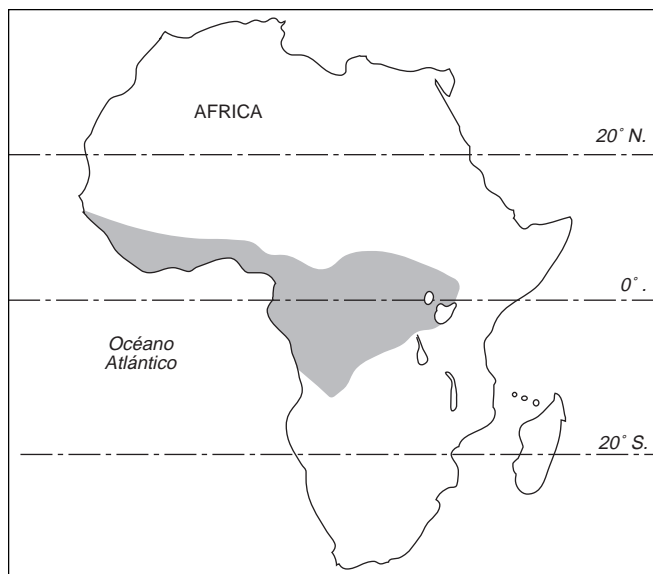 AFRICA
20° N.
0° .
Océano
Atlántico
20° S.